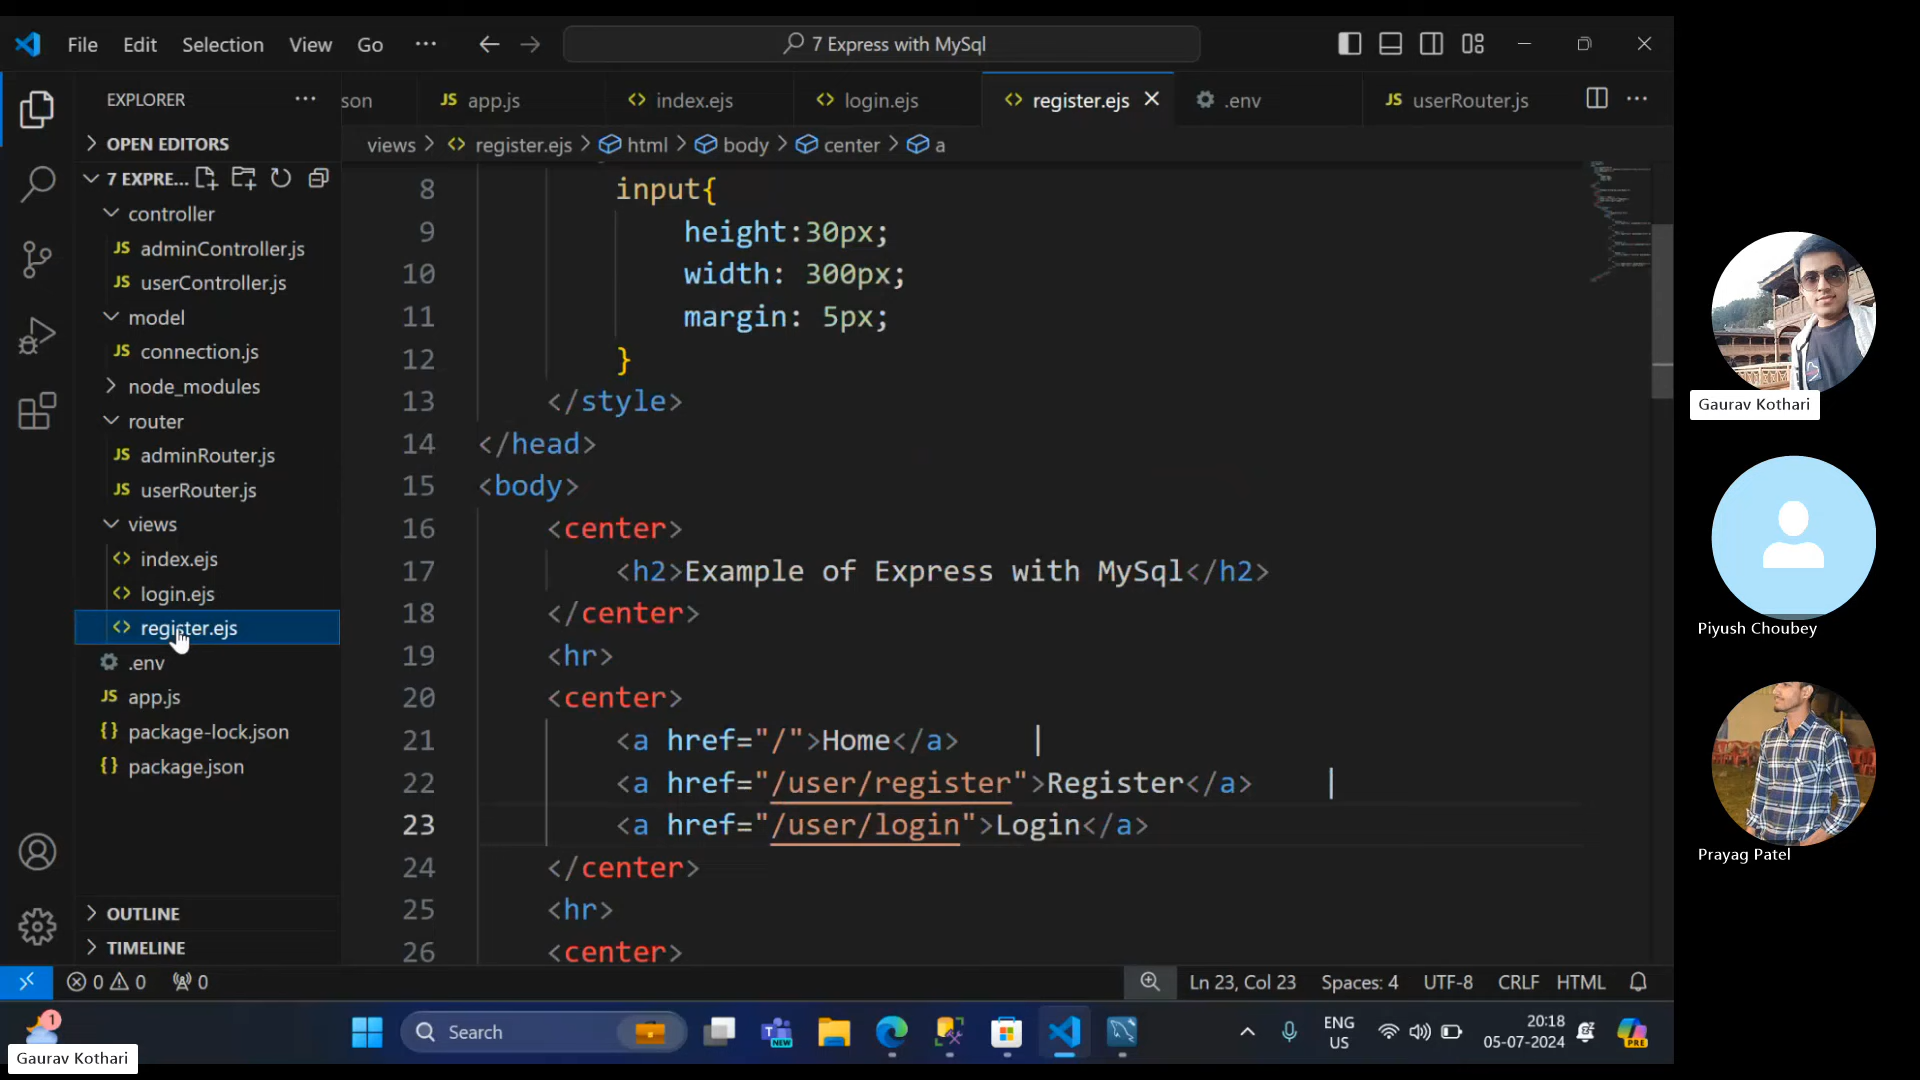 File Edit Selection View Go ··· 7 Express with MySql
EXPLORER ···
OPEN EDITORS
7 EXPRE...
controller
JS adminController.js
JS userController.js
model
JS connection.js
node_modules
router
JS adminRouter.js
JS userRouter.js
views
<> index.ejs
<> login.ejs
<> register.ejs
.env
JS app.js
{} package-lock.json
{} package.json
OUTLINE
TIMELINE
son JS app.js <> index.ejs <> login.ejs <> register.ejs .env JS userRouter.js ···
views > <> register.ejs > html > body > center > a
8 input{
9 height:30px;
10 width: 300px;
11 margin: 5px;
12 }
13 </style>
14 </head>
15 <body>
16 <center>
17 <h2>Example of Express with MySql</h2>
18 </center>
19 <hr>
20 <center>
21 <a href="/">Home</a> |
22 <a href="/user/register">Register</a> |
23 <a href="/user/login">Login</a>
24 </center>
25 <hr>
26 <center>
0 0 0 Ln 23, Col 23 Spaces: 4 UTF-8 CRLF HTML
1 Search NEW ENG US 20:18 05-07-2024 PRE
Gaurav Kothari
Gaurav Kothari
Piyush Choubey
Prayag Patel